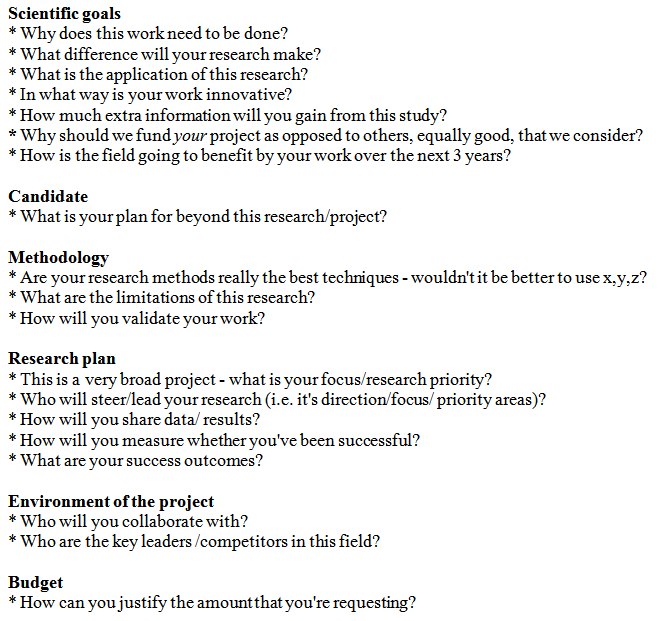 Scientific goals
* Why does this work need to be done?
* What difference will your research make?
* What is the application of this research?
* In what way is your work innovative?
* How much extra information will you gain from this study?
* Why should we fund your project as opposed to others, equally good, that we consider?
* How is the field going to benefit by your work over the next 3 years?
Candidate
* What is your plan for beyond this research/project?
Methodology
* Are your research methods really the best techniques - wouldn't it be better to use x,y,z?
* What are the limitations of this research?
* How will you validate your work?
Research plan
* This is a very broad project - what is your focus/research priority?
* Who will steer/lead your research (i.e. it's direction/focus/ priority areas)?
* How will you share data/ results?
* How will you measure whether you've been successful?
* What are your success outcomes?
Environment of the project
* Who will you collaborate with?
* Who are the key leaders /competitors in this field?
Budget
* How can you justify the amount that you're requesting?